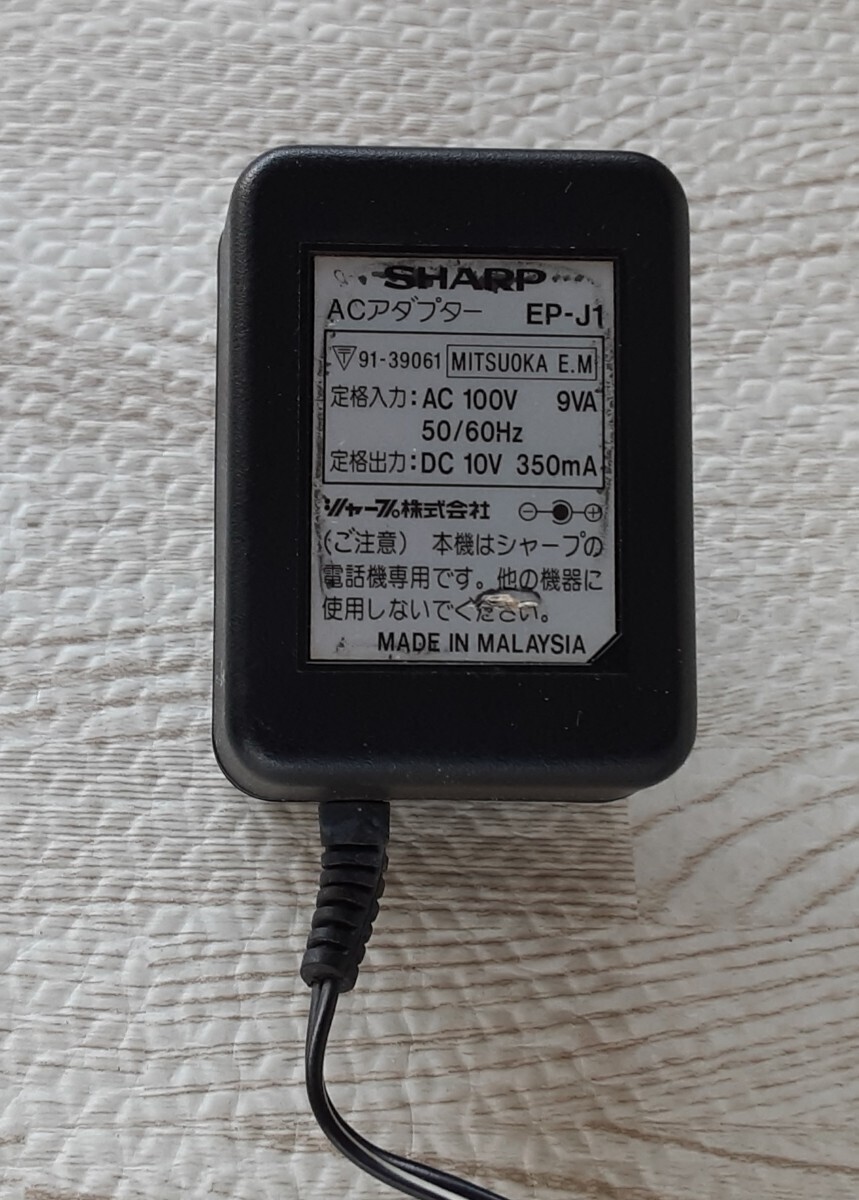 SHARP
ACアダプター EP-J1
〒 91-39061 MITSUOKA E.M
定格入力：AC 100V 9VA
50/60Hz
定格出力：DC 10V 350mA
シャープ株式会社 ⊖-●-⊕
（ご注意） 本機はシャープの
電話機専用です。他の機器に
使用しないでください。
MADE IN MALAYSIA